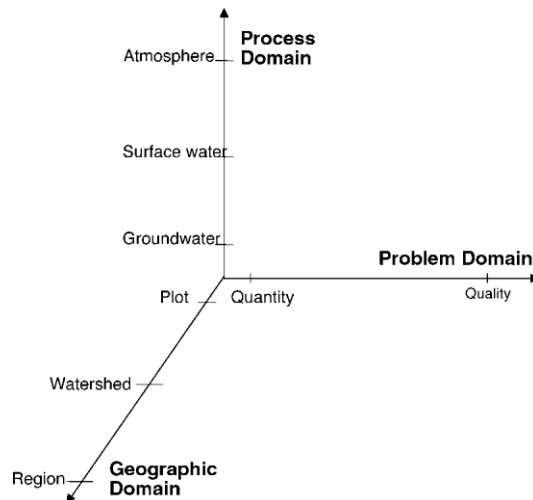 Atmosphere
Process
Domain
Surface water
Groundwater
Problem Domain
Plot
Quantity
Quality
Watershed
Region
Geographic
Domain